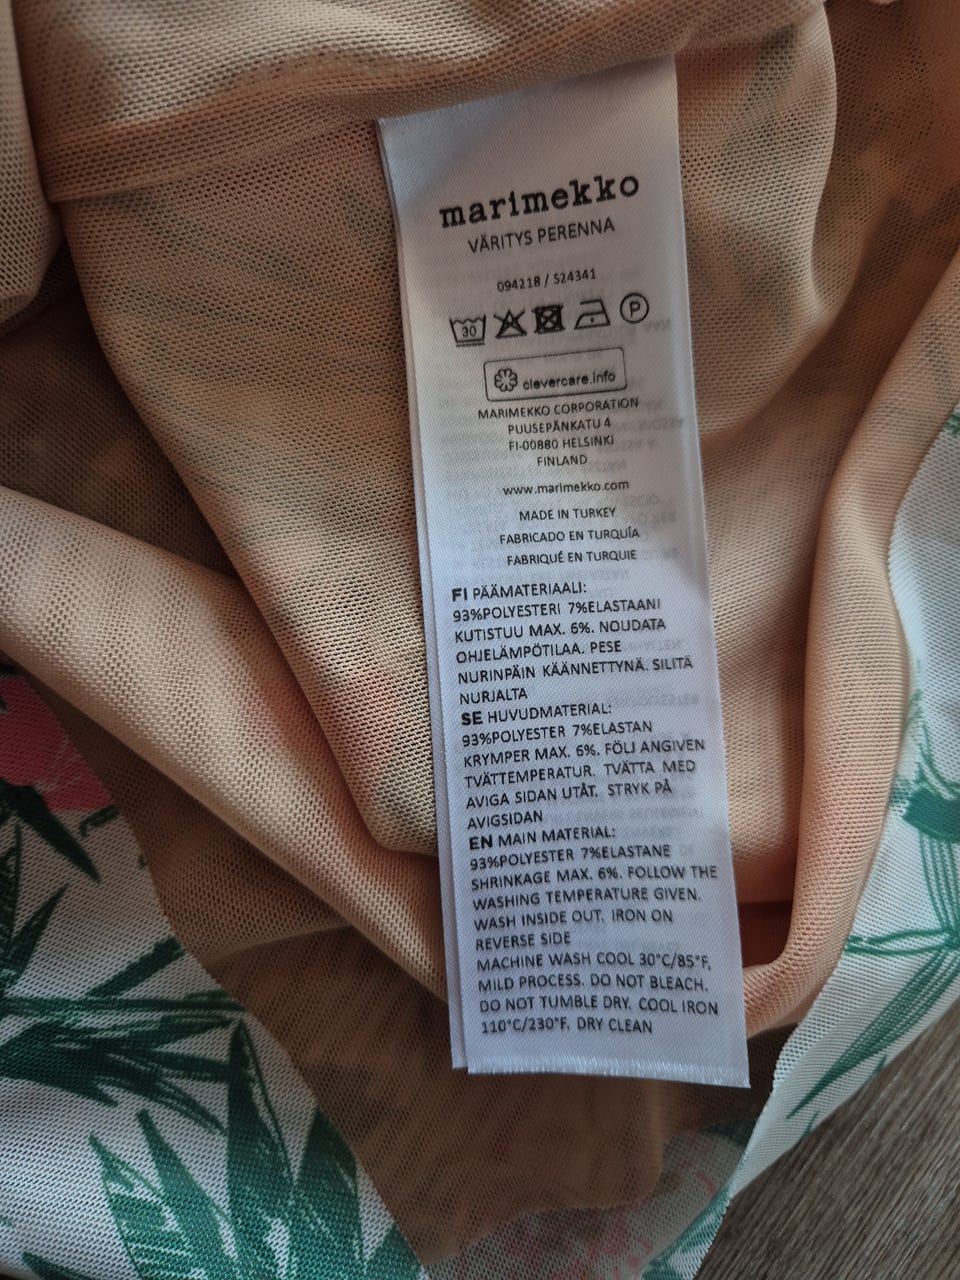 marimekko
VÄRITYS PERENNA
094218 / S24341
30 P
clevercare.info
MARIMEKKO CORPORATION
PUUSEPÄNKATU 4
FI-00880 HELSINKI
FINLAND
www.marimekko.com
MADE IN TURKEY
FABRICADO EN TURQUÍA
FABRIQUÉ EN TURQUIE
FI PÄÄMATERIAALI:
93%POLYESTERI 7%ELASTAANI
KUTISTUU MAX. 6%. NOUDATA
OHJELÄMPÖTILAA. PESE
NURINPÄIN KÄÄNNETTYNÄ. SILITÄ
NURJALTA
SE HUVUDMATERIAL:
93%POLYESTER 7%ELASTAN
KRYMPER MAX. 6%. FÖLJ ANGIVEN
TVÄTTEMPERATUR. TVÄTTA MED
AVIGA SIDAN UTÅT. STRYK PÅ
AVIGSIDAN
EN MAIN MATERIAL:
93%POLYESTER 7%ELASTANE
SHRINKAGE MAX. 6%. FOLLOW THE
WASHING TEMPERATURE GIVEN.
WASH INSIDE OUT. IRON ON
REVERSE SIDE
MACHINE WASH COOL 30°C/85°F,
MILD PROCESS. DO NOT BLEACH.
DO NOT TUMBLE DRY. COOL IRON
110°C/230°F. DRY CLEAN